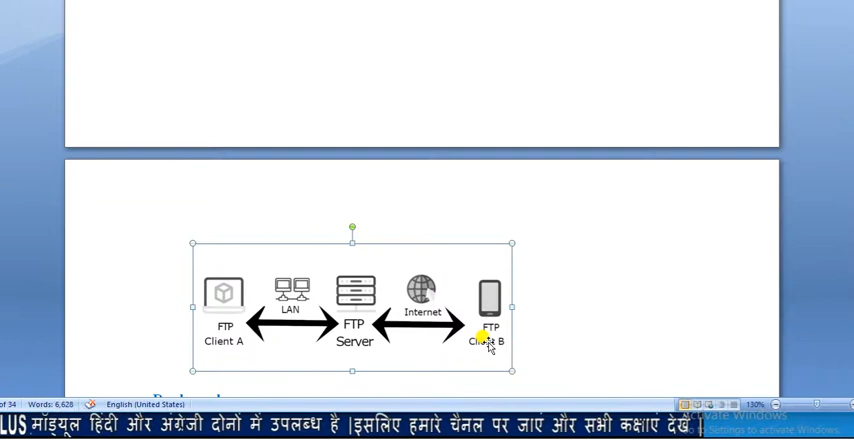 LAN
Internet
FTP
Client A
FTP
Server
FTP
Client B
of 34 Words: 6,628 English (United States) 130%
Activate Windows
Go to Settings to activate Windows.
LUS मॉड्यूल हिंदी और अंग्रेजी दोनों में उपलब्ध है |इसलिए हमारे चैनल पर जाएं और सभी कक्षाएं देखें